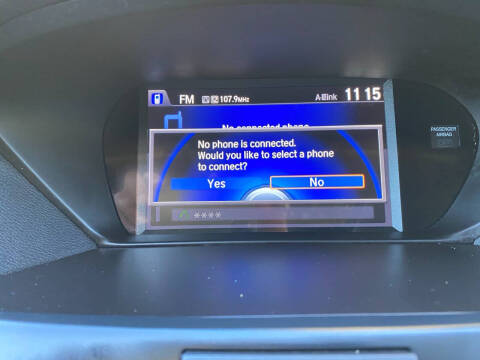 FM 107.9MHz A-link 11 15
No connected phone
No phone is connected.
Would you like to select a phone
to connect?
Yes No
****
PASSENGER
AIRBAG